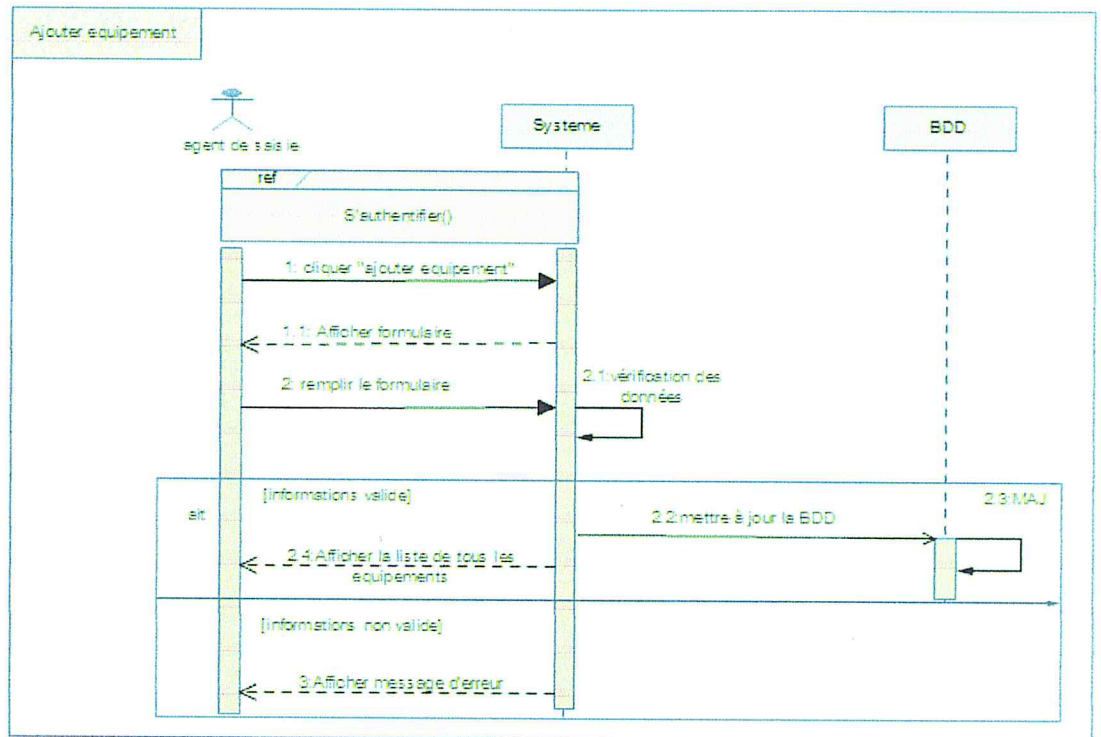 Ajouter equipement
agent de saisie
Systeme
BDD
ref
S'authentifier()
1: cliquer "ajouter equipement"
1.1: Afficher formulaire
2: remplir le formulaire
2.1:vérification des
données
alt
[informations valide]
2.3:MAJ
2.2:mettre à jour la BDD
2.4:Afficher la liste de tous les
equipements
[informations non valide]
3:Afficher message d'erreur